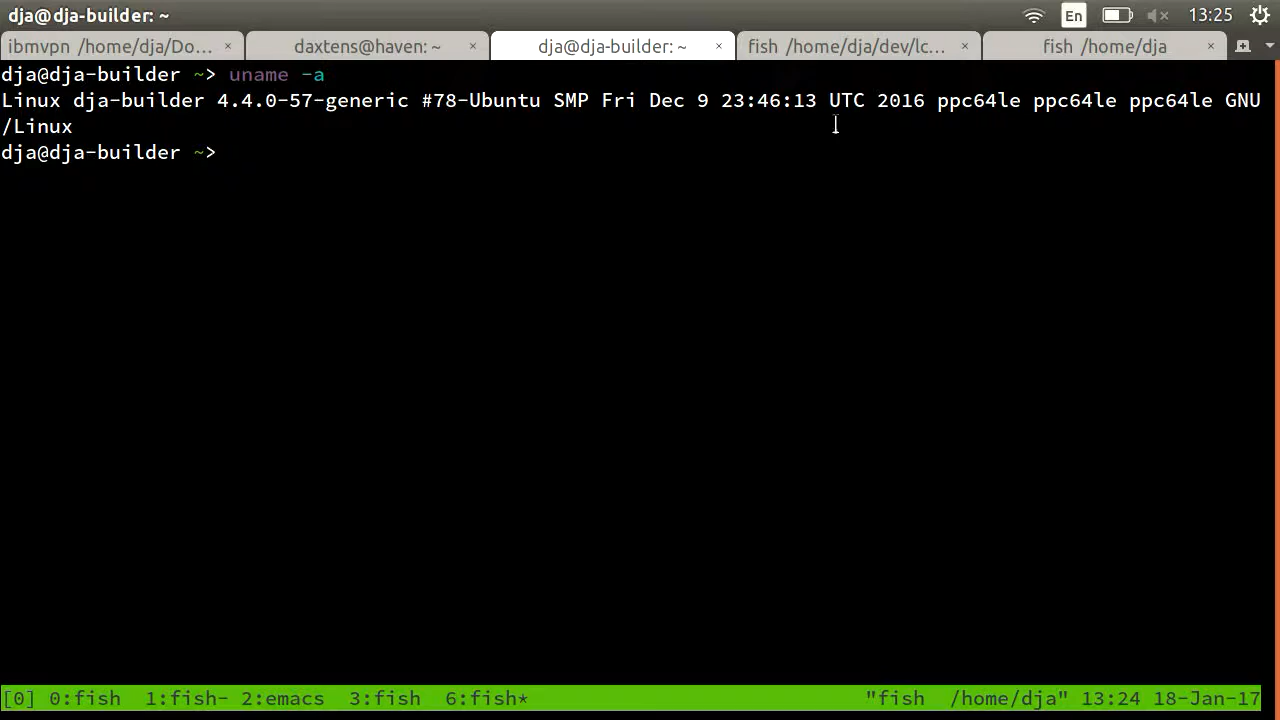 dja@dja-builder: ~
En
13:25
ibmvpn /home/dja/Do... ×
daxtens@haven: ~ ×
dja@dja-builder: ~ ×
fish /home/dja/dev/lc... ×
fish /home/dja ×
dja@dja-builder ~> uname -a
Linux dja-builder 4.4.0-57-generic #78-Ubuntu SMP Fri Dec 9 23:46:13 UTC 2016 ppc64le ppc64le ppc64le GNU
/Linux
dja@dja-builder ~>
[0] 0:fish  1:fish- 2:emacs  3:fish  6:fish*  "fish  /home/dja" 13:24 18-Jan-17